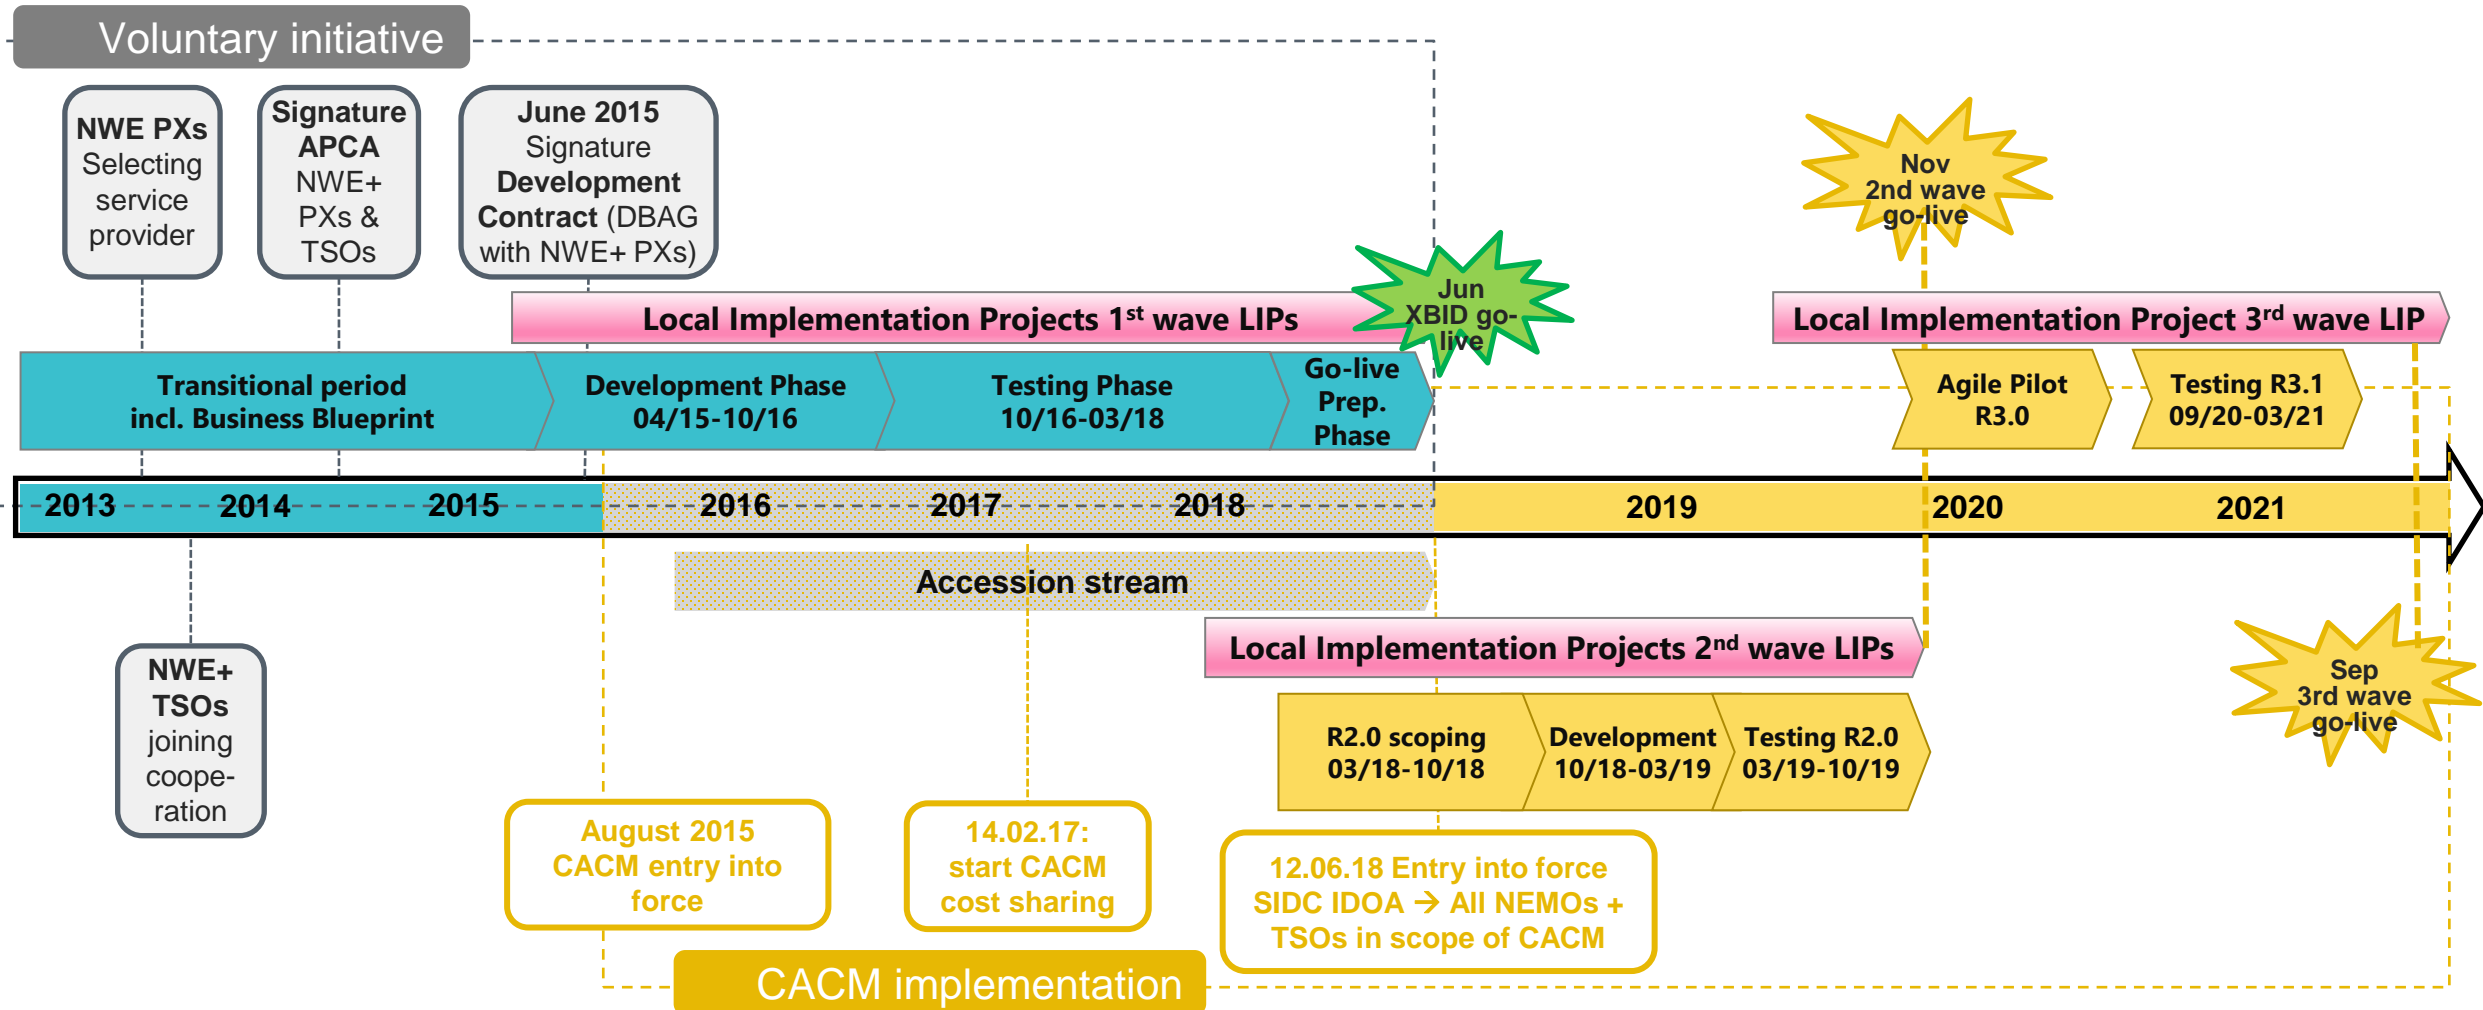 Voluntary initiative
NWE PXs
Selecting
service
provider
Signature
APCA
NWE+
PXs &
TSOs
June 2015
Signature
Development
Contract (DBAG
with NWE+ PXs)
Nov
2nd wave
go-live
Jun
XBID go-
live
Local Implementation Projects 1st wave LIPs
Local Implementation Project 3rd wave LIP
Transitional period
incl. Business Blueprint
Development Phase
04/15-10/16
Testing Phase
10/16-03/18
Go-live
Prep.
Phase
Agile Pilot
R3.0
Testing R3.1
09/20-03/21
2013
2014
2015
2016
2017
2018
2019
2020
2021
Accession stream
Local Implementation Projects 2nd wave LIPs
NWE+
TSOs
joining
coope-
ration
Sep
3rd wave
go-live
R2.0 scoping
03/18-10/18
Development
10/18-03/19
Testing R2.0
03/19-10/19
August 2015
CACM entry into
force
14.02.17:
start CACM
cost sharing
12.06.18 Entry into force
SIDC IDOA → All NEMOs +
TSOs in scope of CACM
CACM implementation